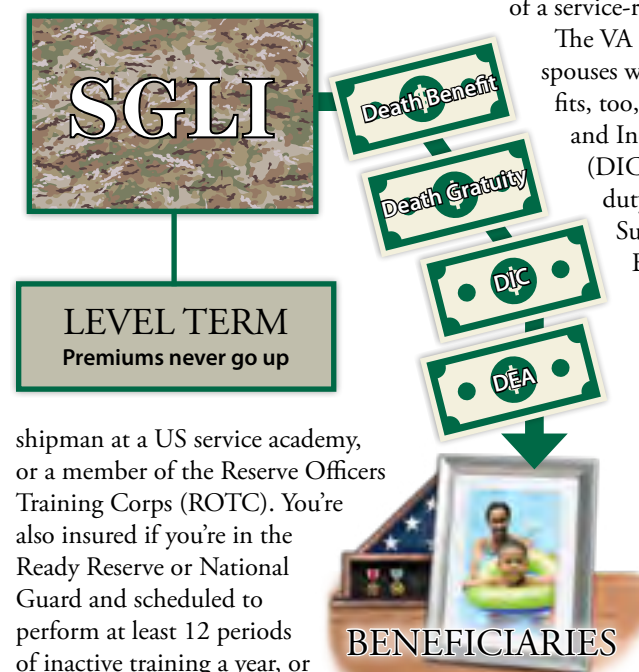 SGLI
LEVEL TERM
Premiums never go up
Death Benefit
Death Gratuity
DIC
DEA
BENEFICIARIES
of a service-r
The VA
spouses w
fits, too,
and In
(DIC
duty
Su
shipman at a US service academy,
or a member of the Reserve Officers
Training Corps (ROTC). You're
also insured if you're in the
Ready Reserve or National
Guard and scheduled to
perform at least 12 periods
of inactive training a year, or